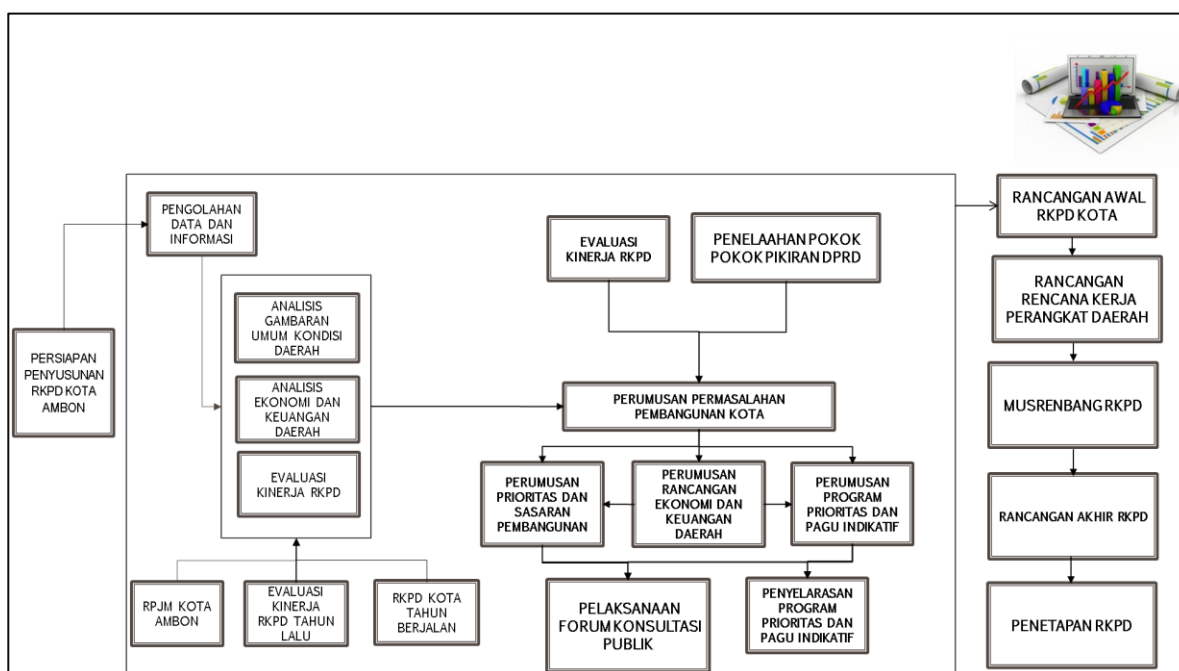 PERSIAPAN
PENYUSUNAN
RKPD KOTA
AMBON
PENGOLAHAN
DATA DAN
INFORMASI
ANALISIS
GAMBARAN
UMUM KONDISI
DAERAH
ANALISIS
EKONOMI DAN
KEUANGAN
DAERAH
EVALUASI
KINERJA RKPD
RPJM KOTA
AMBON
EVALUASI
KINERJA
RKPD TAHUN
LALU
RKPD KOTA
TAHUN
BERJALAN
EVALUASI
KINERJA RKPD
PENELAAHAN POKOK
POKOK PIKIRAN DPRD
PERUMUSAN PERMASALAHAN
PEMBANGUNAN KOTA
PERUMUSAN
PRIORITAS DAN
SASARAN
PEMBANGUNAN
PERUMUSAN
RANCANGAN
EKONOMI DAN
KEUANGAN
DAERAH
PERUMUSAN
PROGRAM
PRIORITAS DAN
PAGU INDIKATIF
PELAKSANAAN
FORUM KONSULTASI
PUBLIK
PENYELARASAN
PROGRAM
PRIORITAS DAN
PAGU INDIKATIF
RANCANGAN AWAL
RKPD KOTA
RANCANGAN
RENCANA KERJA
PERANGKAT DAERAH
MUSRENBANG RKPD
RANCANGAN AKHIR RKPD
PENETAPAN RKPD